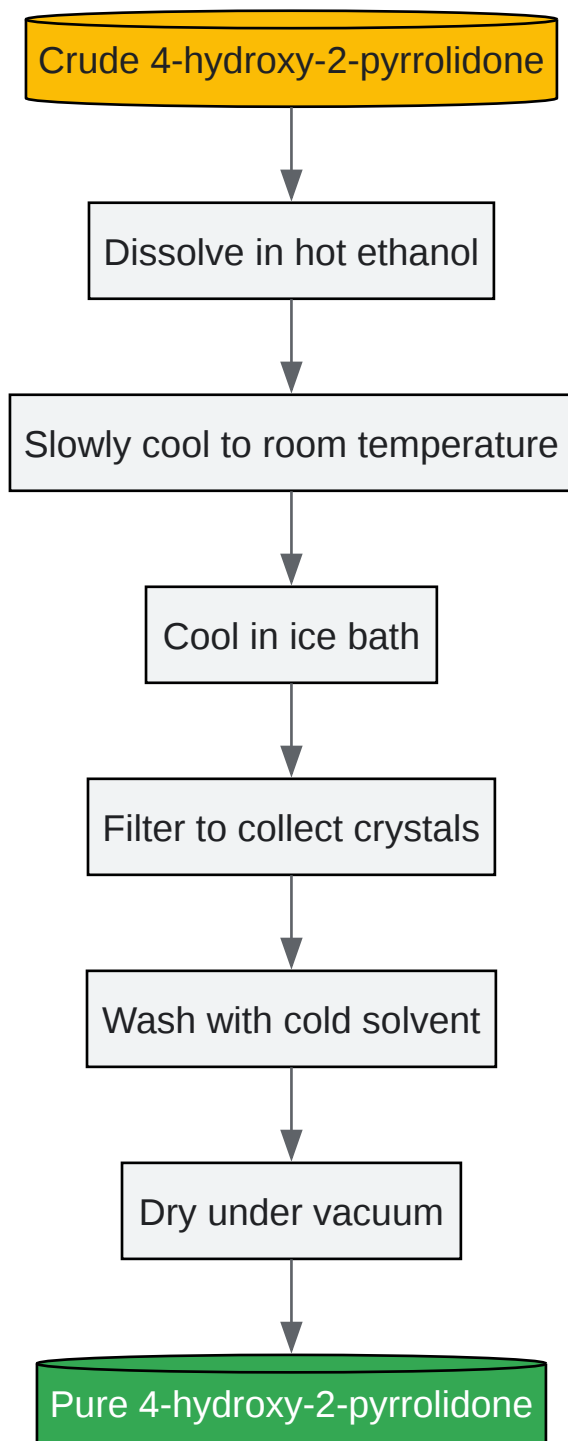 Crude 4-hydroxy-2-pyrrolidone
Dissolve in hot ethanol
Slowly cool to room temperature
Cool in ice bath
Filter to collect crystals
Wash with cold solvent
Dry under vacuum
Pure 4-hydroxy-2-pyrrolidone